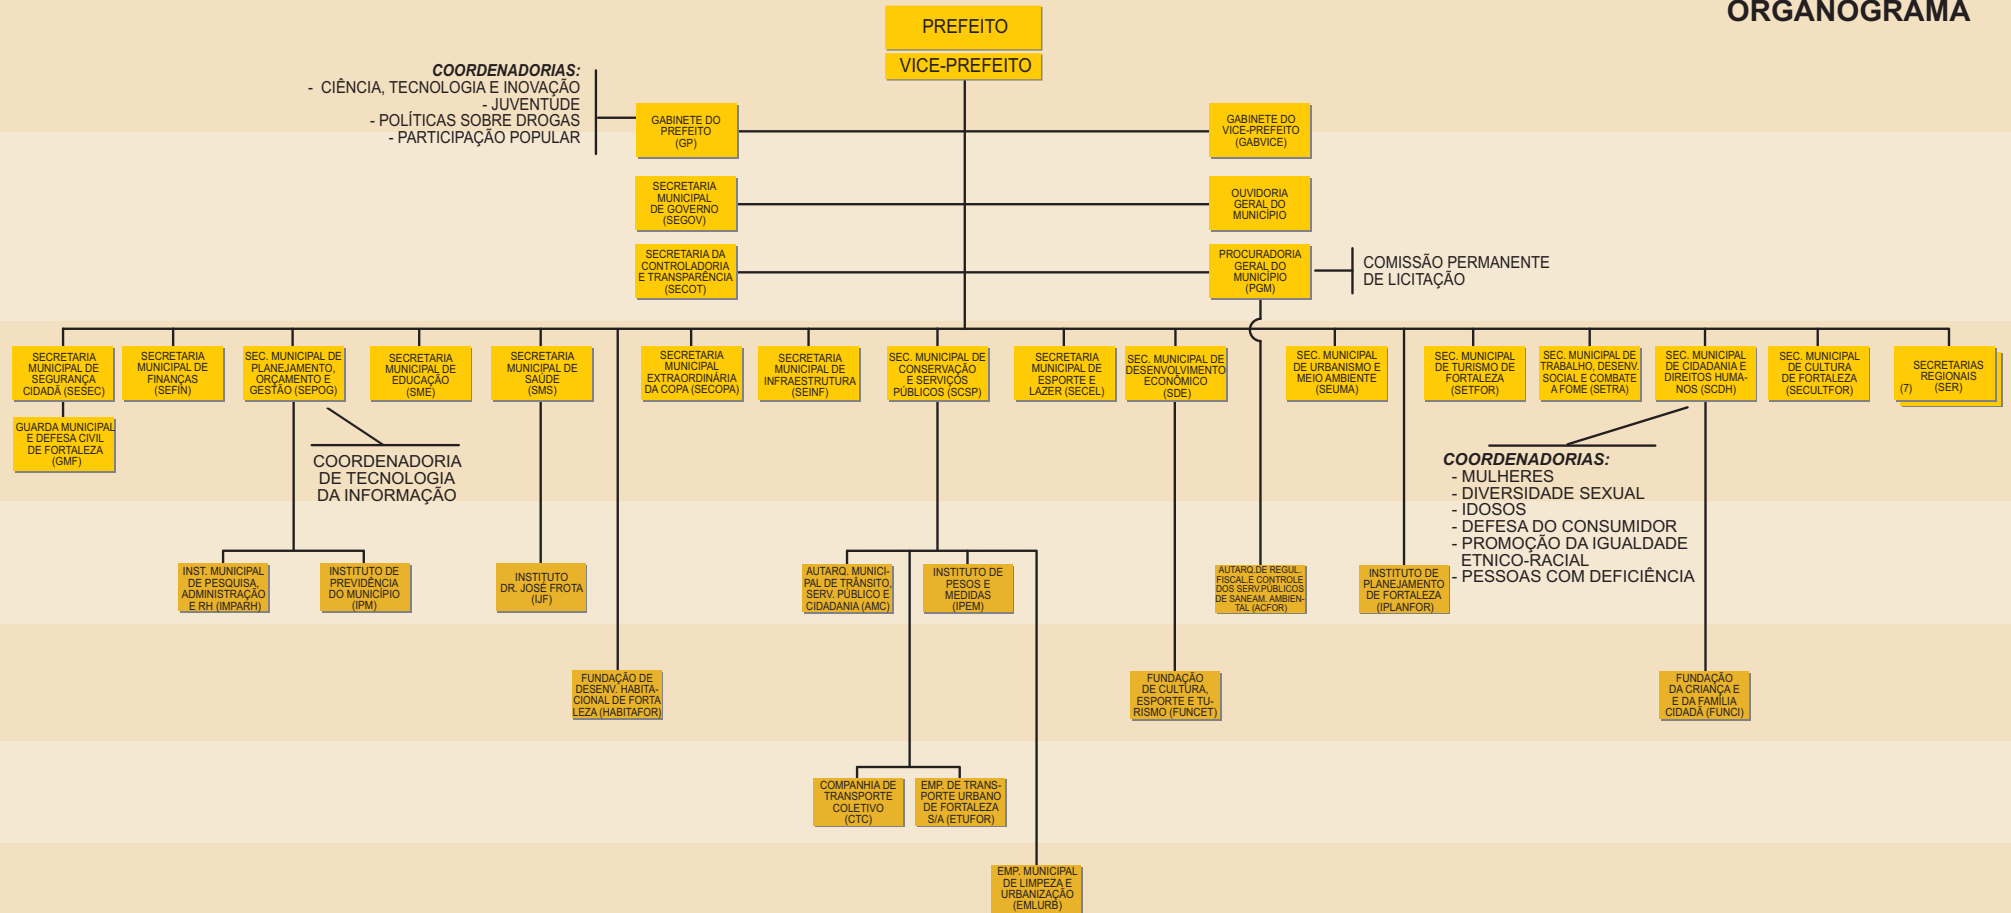 ORGANOGRAMA
PREFEITO
VICE-PREFEITO
COORDENADORIAS:
- CIÊNCIA, TECNOLOGIA E INOVAÇÃO
- JUVENTUDE
- POLÍTICAS SOBRE DROGAS
- PARTICIPAÇÃO POPULAR
GABINETE DO
PREFEITO
(GP)
GABINETE DO
VICE-PREFEITO
(GABVICE)
SECRETARIA
MUNICIPAL
DE GOVERNO
(SEGOV)
OUVIDORIA
GERAL DO
MUNICÍPIO
SECRETARIA DA
CONTROLADORIA
E TRANSPARÊNCIA
(SECOT)
PROCURADORIA
GERAL DO
MUNICÍPIO
(PGM)
COMISSÃO PERMANENTE
DE LICITAÇÃO
SECRETARIA
MUNICIPAL DE
SEGURANÇA
CIDADÃ (SESEC)
SECRETARIA
MUNICIPAL DE
FINANÇAS
(SEFIN)
SEC. MUNICIPAL DE
PLANEJAMENTO,
ORÇAMENTO E
GESTÃO (SEPOG)
SECRETARIA
MUNICIPAL DE
EDUCAÇÃO
(SME)
SECRETARIA
MUNICIPAL DE
SAÚDE
(SMS)
SECRETARIA
MUNICIPAL
EXTRAORDINÁRIA
DA COPA (SECOPA)
SECRETARIA
MUNICIPAL DE
INFRAESTRUTURA
(SEINF)
SEC. MUNICIPAL DE
CONSERVAÇÃO
E SERVIÇOS
PÚBLICOS (SCSP)
SECRETARIA
MUNICIPAL DE
ESPORTE E
LAZER (SECEL)
SEC. MUNICIPAL DE
DESENVOLVIMENTO
ECONÔMICO
(SDE)
SEC. MUNICIPAL
DE URBANISMO E
MEIO AMBIENTE
(SEUMA)
SEC. MUNICIPAL
DE TURISMO DE
FORTALEZA
(SETFOR)
SEC. MUNICIPAL DE
TRABALHO, DESENV.
SOCIAL E COMBATE
A FOME (SETRA)
SEC. MUNICIPAL
DE CIDADANIA E
DIREITOS HUMA-
NOS (SCDH)
SEC. MUNICIPAL
DE CULTURA
DE FORTALEZA
(SECULTFOR)
SECRETARIAS
REGIONAIS
(7) (SER)
GUARDA MUNICIPAL
E DEFESA CIVIL
DE FORTALEZA
(GMF)
COORDENADORIA
DE TECNOLOGIA
DA INFORMAÇÃO
COORDENADORIAS:
- MULHERES
- DIVERSIDADE SEXUAL
- IDOSOS
- DEFESA DO CONSUMIDOR
- PROMOÇÃO DA IGUALDADE
ETNICO-RACIAL
- PESSOAS COM DEFICIÊNCIA
INST. MUNICIPAL
DE PESQUISA,
ADMINISTRAÇÃO
E RH (IMPARH)
INSTITUTO DE
PREVIDÊNCIA
DO MUNICÍPIO
(IPM)
INSTITUTO
DR. JOSÉ FROTA
(IJF)
AUTARQ. MUNICI-
PAL DE TRÂNSITO,
SERV. PÚBLICO E
CIDADANIA (AMC)
INSTITUTO DE
PESOS E
MEDIDAS
(IPEM)
AUTARQ.DE REGUL.
FISCAL.E CONTROLE
DOS SERV.PÚBLICOS
DE SANEAM. AMBIEN-
TAL (ACFOR)
INSTITUTO DE
PLANEJAMENTO
DE FORTALEZA
(IPLANFOR)
FUNDAÇÃO DE
DESENV. HABITA-
CIONAL DE FORTA
LEZA (HABITAFOR)
FUNDAÇÃO
DE CULTURA,
ESPORTE E TU-
RISMO (FUNCET)
FUNDAÇÃO
DA CRIANÇA E
E DA FAMÍLIA
CIDADÃ (FUNCI)
COMPANHIA DE
TRANSPORTE
COLETIVO
(CTC)
EMP. DE TRANS-
PORTE URBANO
DE FORTALEZA
S/A (ETUFOR)
EMP. MUNICIPAL
DE LIMPEZA E
URBANIZAÇÃO
(EMLURB)